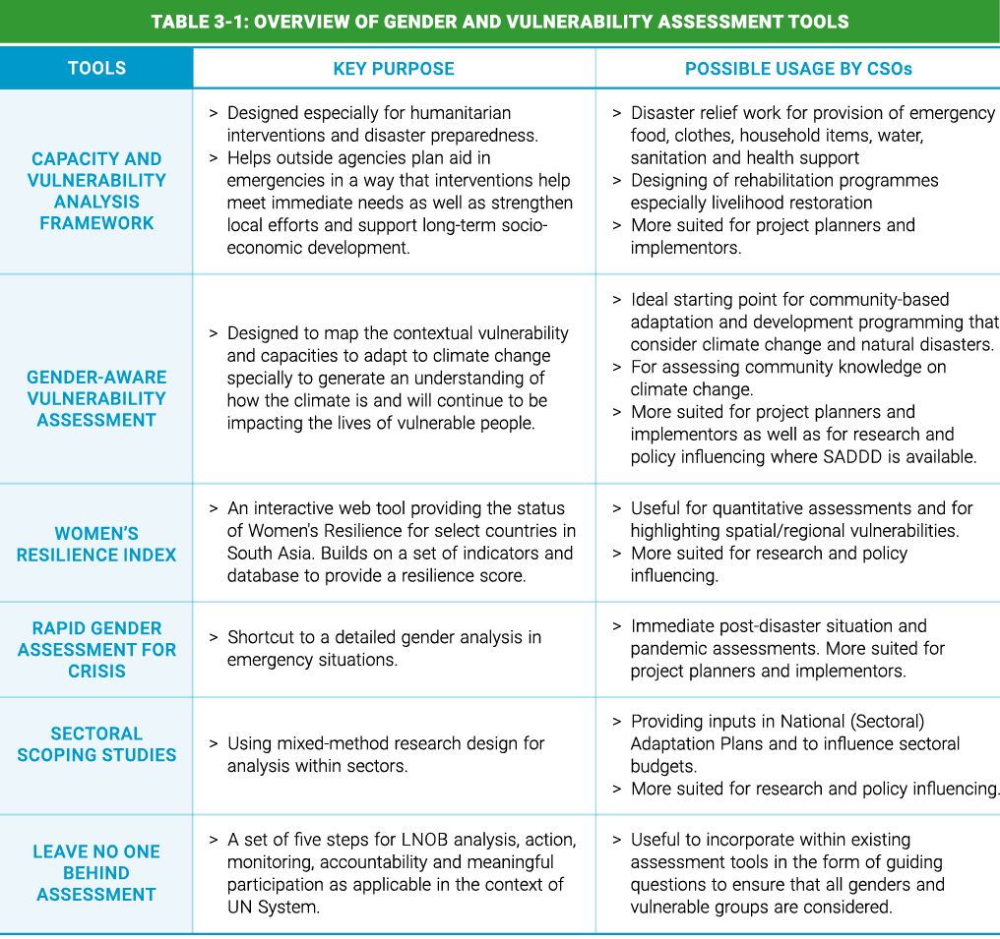 TABLE 3-1: OVERVIEW OF GENDER AND VULNERABILITY ASSESSMENT TOOLS
TOOLS
KEY PURPOSE
POSSIBLE USAGE BY CSOs
CAPACITY AND
VULNERABILITY
ANALYSIS
FRAMEWORK
> Designed especially for humanitarian
interventions and disaster preparedness.
> Helps outside agencies plan aid in
emergencies in a way that interventions help
meet immediate needs as well as strengthen
local efforts and support long-term socio-
economic development.
> Disaster relief work for provision of emergency
food, clothes, household items, water,
sanitation and health support
> Designing of rehabilitation programmes
especially livelihood restoration
> More suited for project planners and
implementors.
GENDER-AWARE
VULNERABILITY
ASSESSMENT
> Designed to map the contextual vulnerability
and capacities to adapt to climate change
specially to generate an understanding of
how the climate is and will continue to be
impacting the lives of vulnerable people.
> Ideal starting point for community-based
adaptation and development programming that
consider climate change and natural disasters.
> For assessing community knowledge on
climate change.
> More suited for project planners and
implementors as well as for research and
policy influencing where SADDD is available.
WOMEN'S
RESILIENCE INDEX
> An interactive web tool providing the status
of Women's Resilience for select countries in
South Asia. Builds on a set of indicators and
database to provide a resilience score.
> Useful for quantitative assessments and for
highlighting spatial/regional vulnerabilities.
> More suited for research and policy
influencing.
RAPID GENDER
ASSESSMENT FOR
CRISIS
> Shortcut to a detailed gender analysis in
emergency situations.
> Immediate post-disaster situation and
pandemic assessments. More suited for
project planners and implementors.
SECTORAL
SCOPING STUDIES
> Using mixed-method research design for
analysis within sectors.
> Providing inputs in National (Sectoral)
Adaptation Plans and to influence sectoral
budgets.
> More suited for research and policy influencing.
LEAVE NO ONE
BEHIND
ASSESSMENT
> A set of five steps for LNOB analysis, action,
monitoring, accountability and meaningful
participation as applicable in the context of
UN System.
> Useful to incorporate within existing
assessment tools in the form of guiding
questions to ensure that all genders and
vulnerable groups are considered.